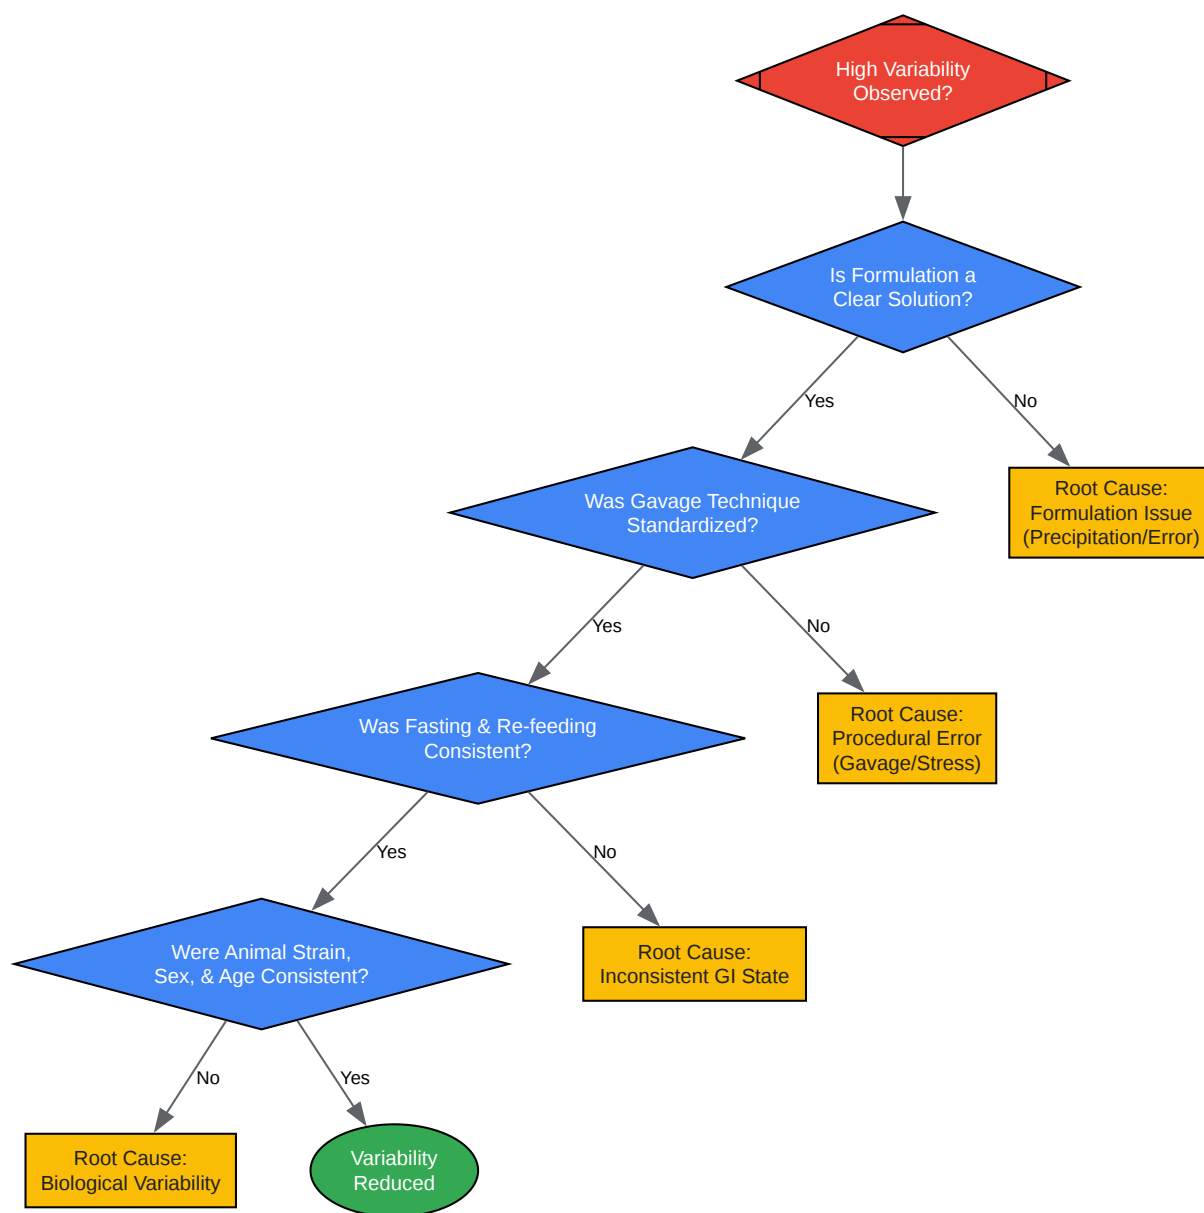 High Variability
Observed?
Is Formulation a
Clear Solution?
Yes
No
Was Gavage Technique
Standardized?
Root Cause:
Formulation Issue
(Precipitation/Error)
Yes
No
Was Fasting & Re-feeding
Consistent?
Root Cause:
Procedural Error
(Gavage/Stress)
Yes
No
Were Animal Strain,
Sex, & Age Consistent?
Root Cause:
Inconsistent GI State
No
Yes
Root Cause:
Biological Variability
Variability
Reduced